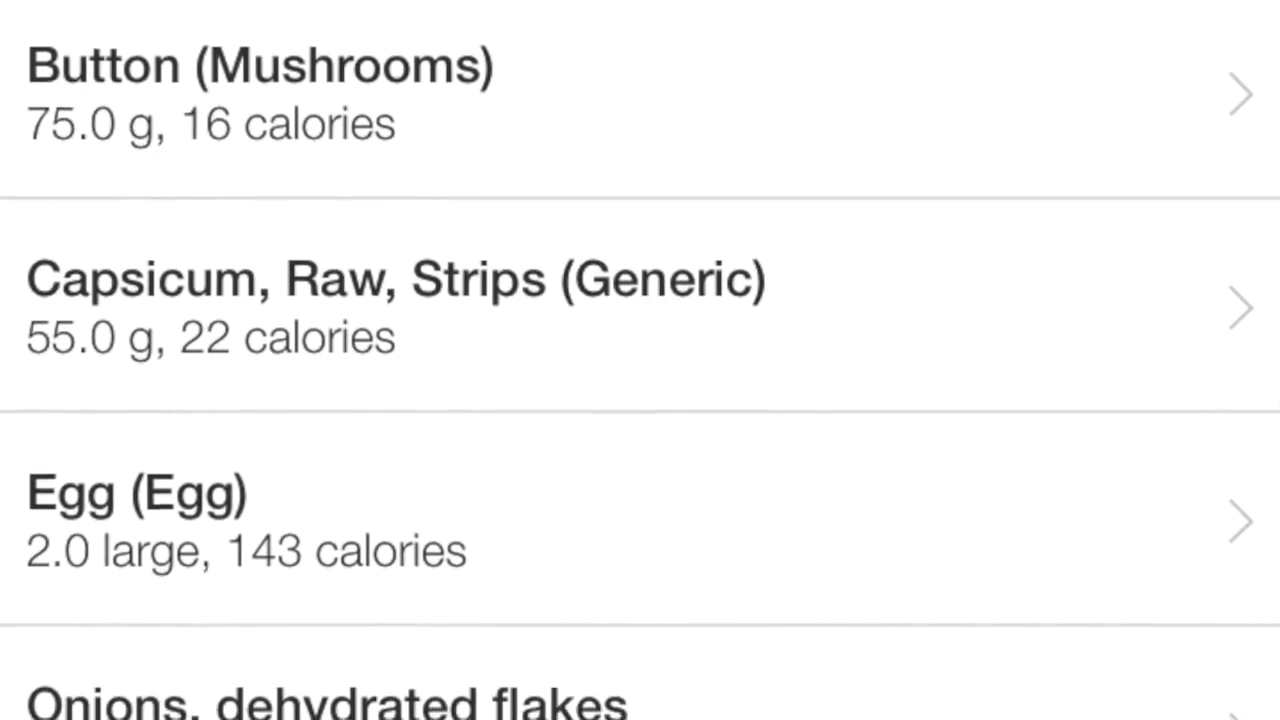 Button (Mushrooms)
75.0 g, 16 calories
Capsicum, Raw, Strips (Generic)
55.0 g, 22 calories
Egg (Egg)
2.0 large, 143 calories
Onions, dehydrated flakes